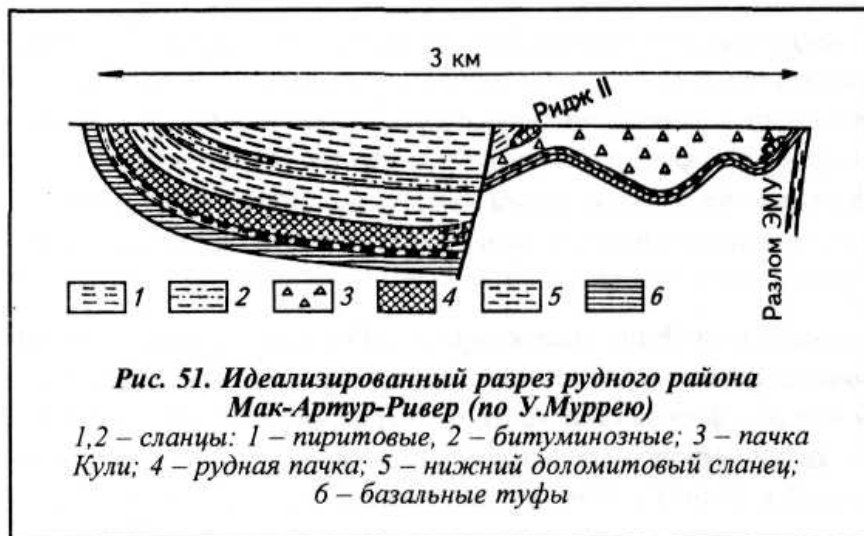 3 км
Ридж II
Разлом ЭМУ
1 2 3 4 5 6
Рис. 51. Идеализированный разрез рудного района
Мак-Артур-Ривер (по У.Муррею)
1,2 – сланцы: 1 – пиритовые, 2 – битуминозные; 3 – пачка
Кули; 4 – рудная пачка; 5 – нижний доломитовый сланец;
6 – базальные туфы